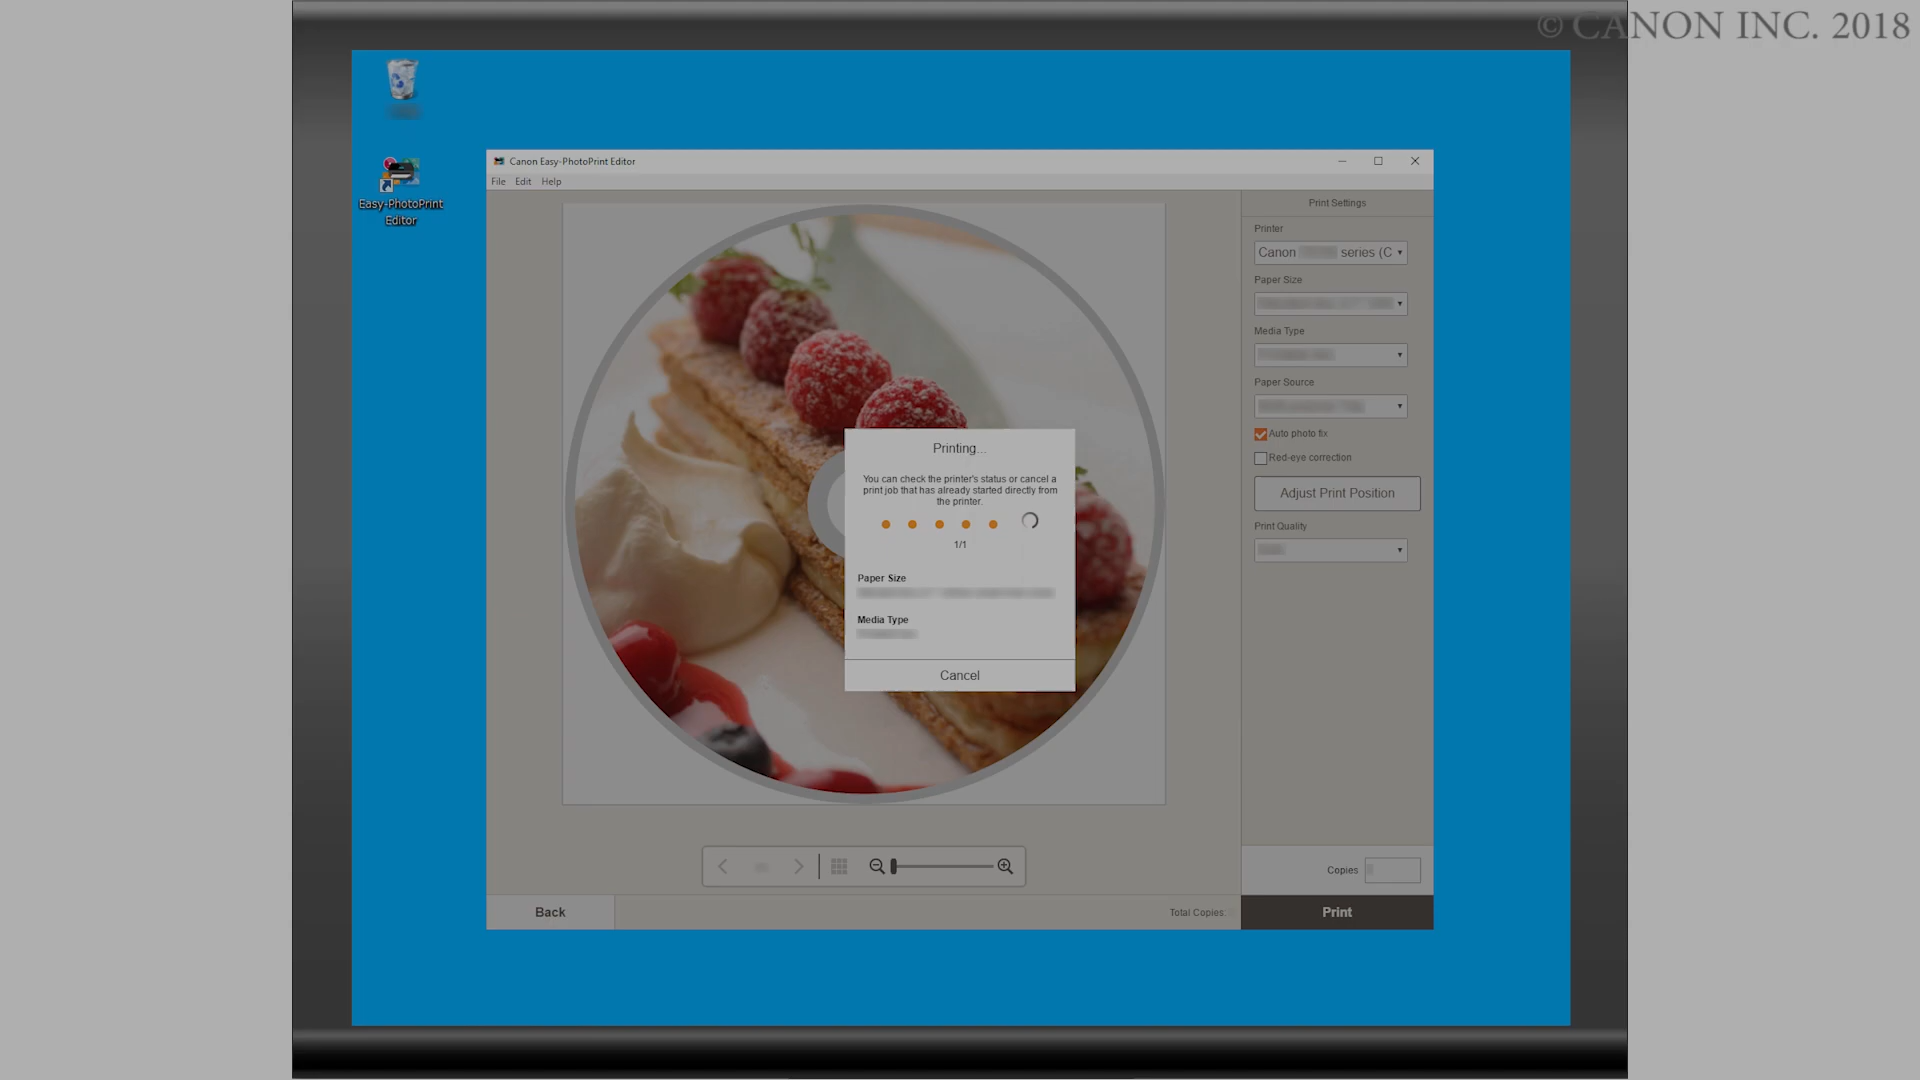 © CANON INC. 2018
Easy-PhotoPrint
Editor
Canon Easy-PhotoPrint Editor
File Edit Help
Print Settings
Printer
Canon series (C
Paper Size
Media Type
Paper Source
Auto photo fix
Red-eye correction
Adjust Print Position
Print Quality
Printing...
You can check the printer's status or cancel a
print job that has already started directly from
the printer.
1/1
Paper Size
Media Type
Cancel
Copies
Back
Total Copies:
Print